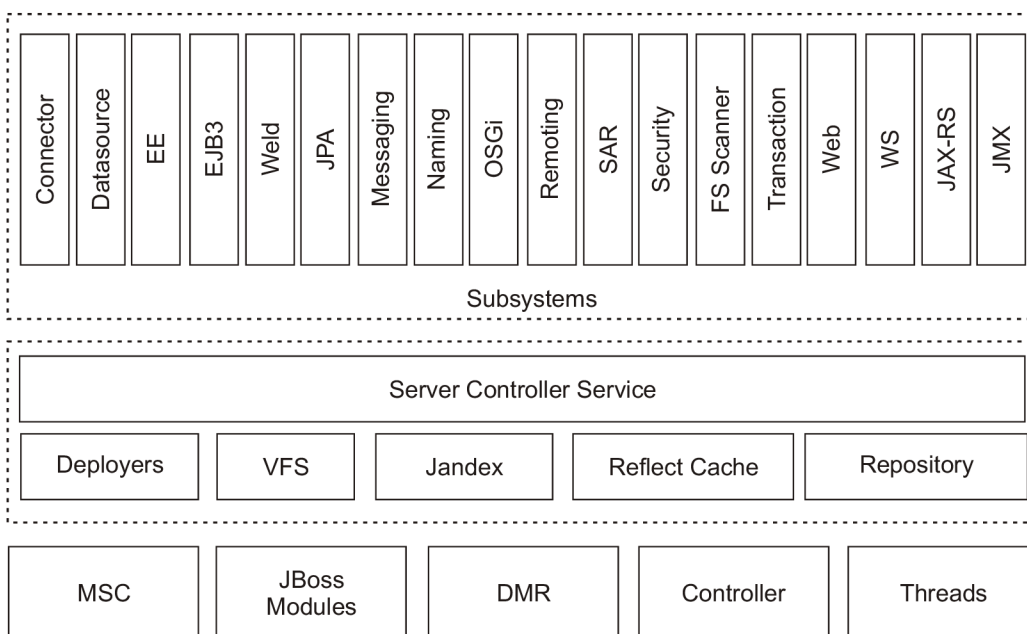 Connector
Datasource
EE
EJB3
Weld
JPA
Messaging
Naming
OSGi
Remoting
SAR
Security
FS Scanner
Transaction
Web
WS
JAX-RS
JMX
Subsystems
Server Controller Service
Deployers
VFS
Jandex
Reflect Cache
Repository
MSC
JBoss
Modules
DMR
Controller
Threads